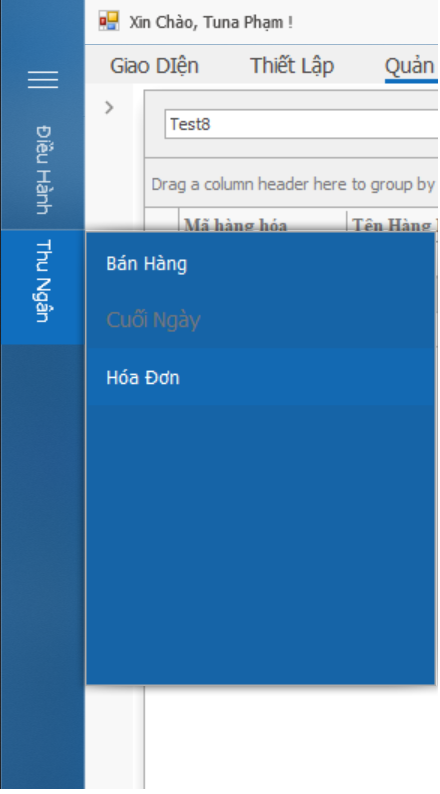 Xin Chào, Tuna Phạm !
Giao DIện Thiết Lập Quản
Điều Hành
Thu Ngân
Test8
Drag a column header here to group by
Mã hàng hóa Tên Hàng
Bán Hàng
Cuối Ngày
Hóa Đơn